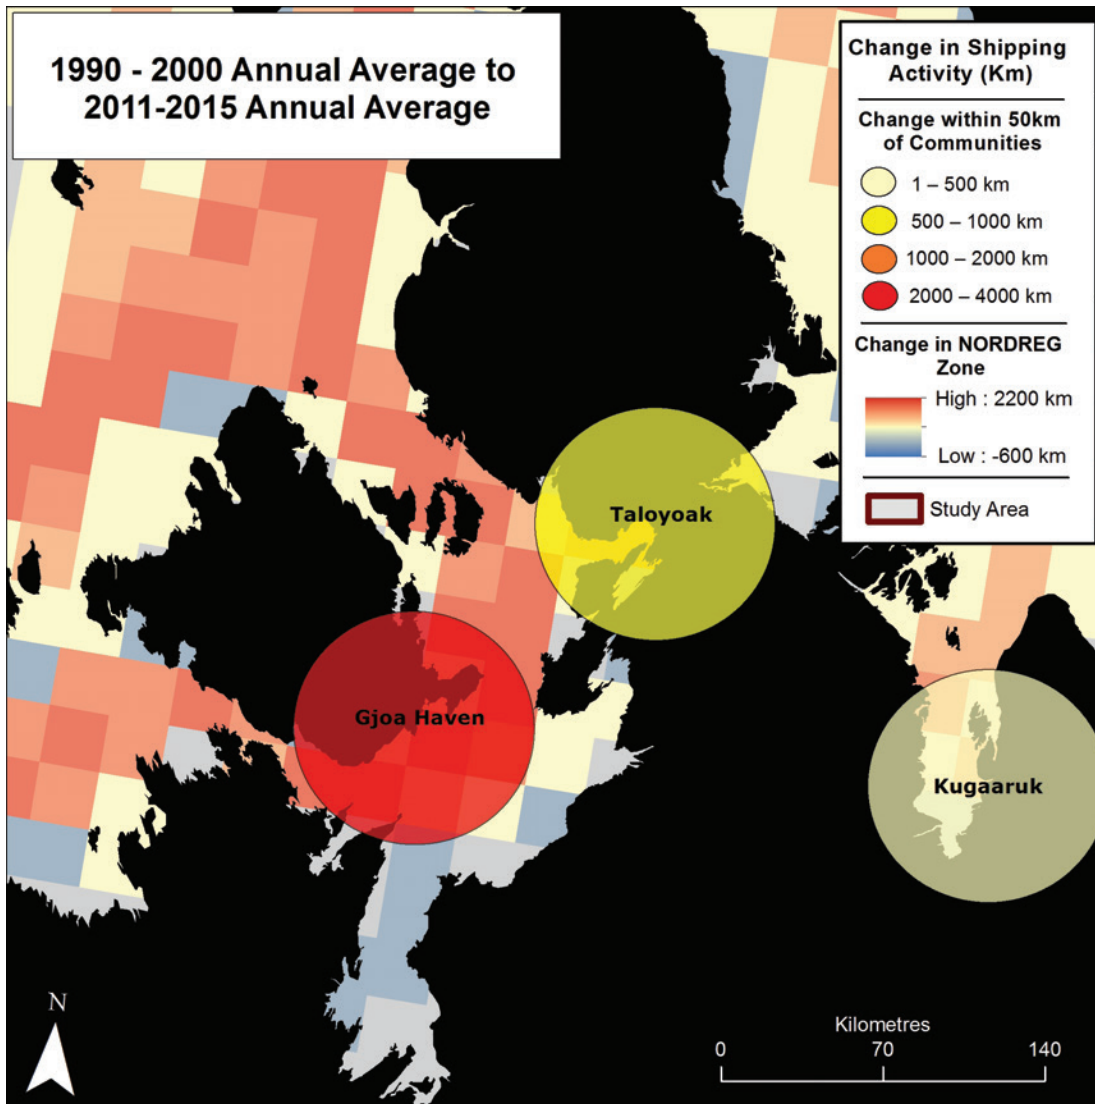 1990 - 2000 Annual Average to
2011-2015 Annual Average
Change in Shipping
Activity (Km)
Change within 50km
of Communities
1 – 500 km
500 – 1000 km
1000 – 2000 km
2000 – 4000 km
Change in NORDREG
Zone
High : 2200 km
Low : -600 km
Study Area
Taloyoak
Gjoa Haven
Kugaaruk
N
Kilometres
0 70 140